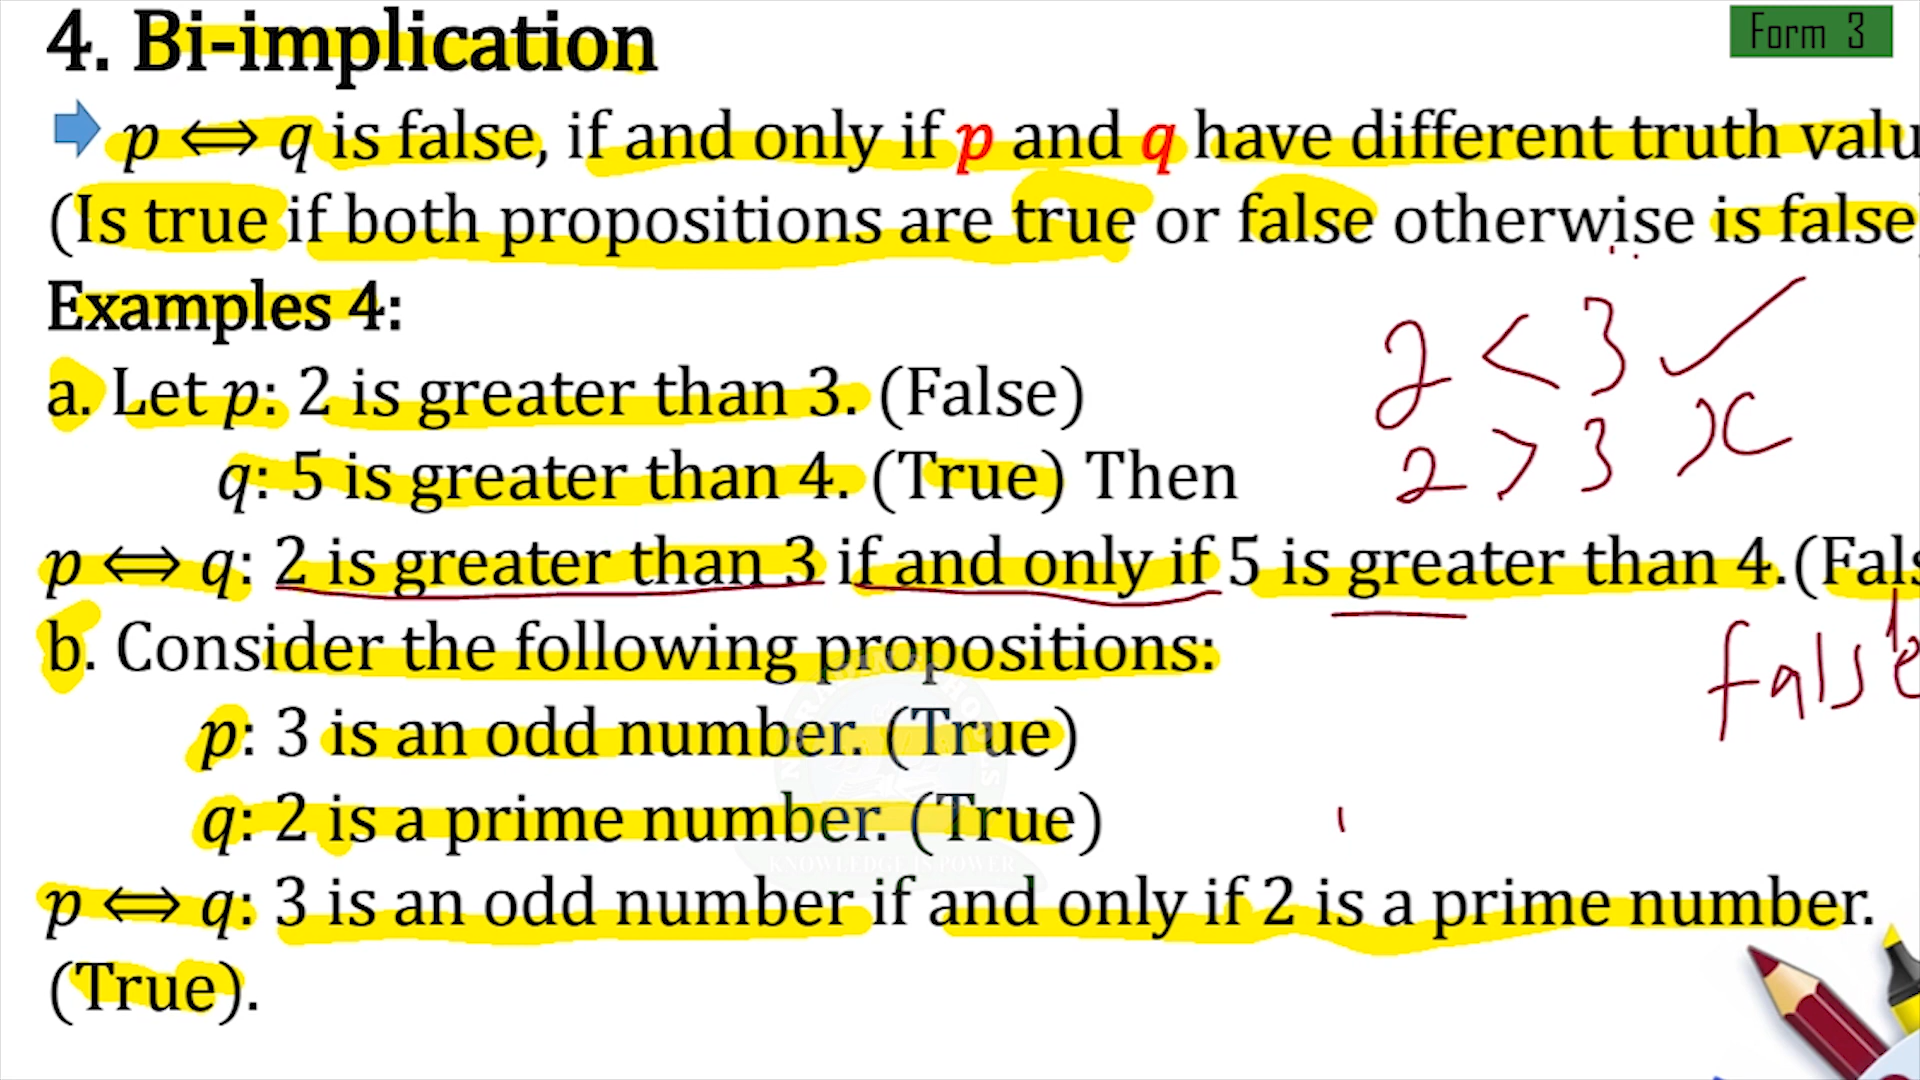 4. Bi-implication
Form 3
p ⟺ q is false, if and only if p and q have different truth valu
(Is true if both propositions are true or false otherwise is false
Examples 4:
2 < 3 ✓
a. Let p: 2 is greater than 3. (False)
2 > 3 x
q: 5 is greater than 4. (True) Then
p ⟺ q: 2 is greater than 3 if and only if 5 is greater than 4.(Fals
false
b. Consider the following propositions:
p: 3 is an odd number. (True)
q: 2 is a prime number. (True)
KNOWLEDGE IS POWER
p ⟺ q: 3 is an odd number if and only if 2 is a prime number.
(True).